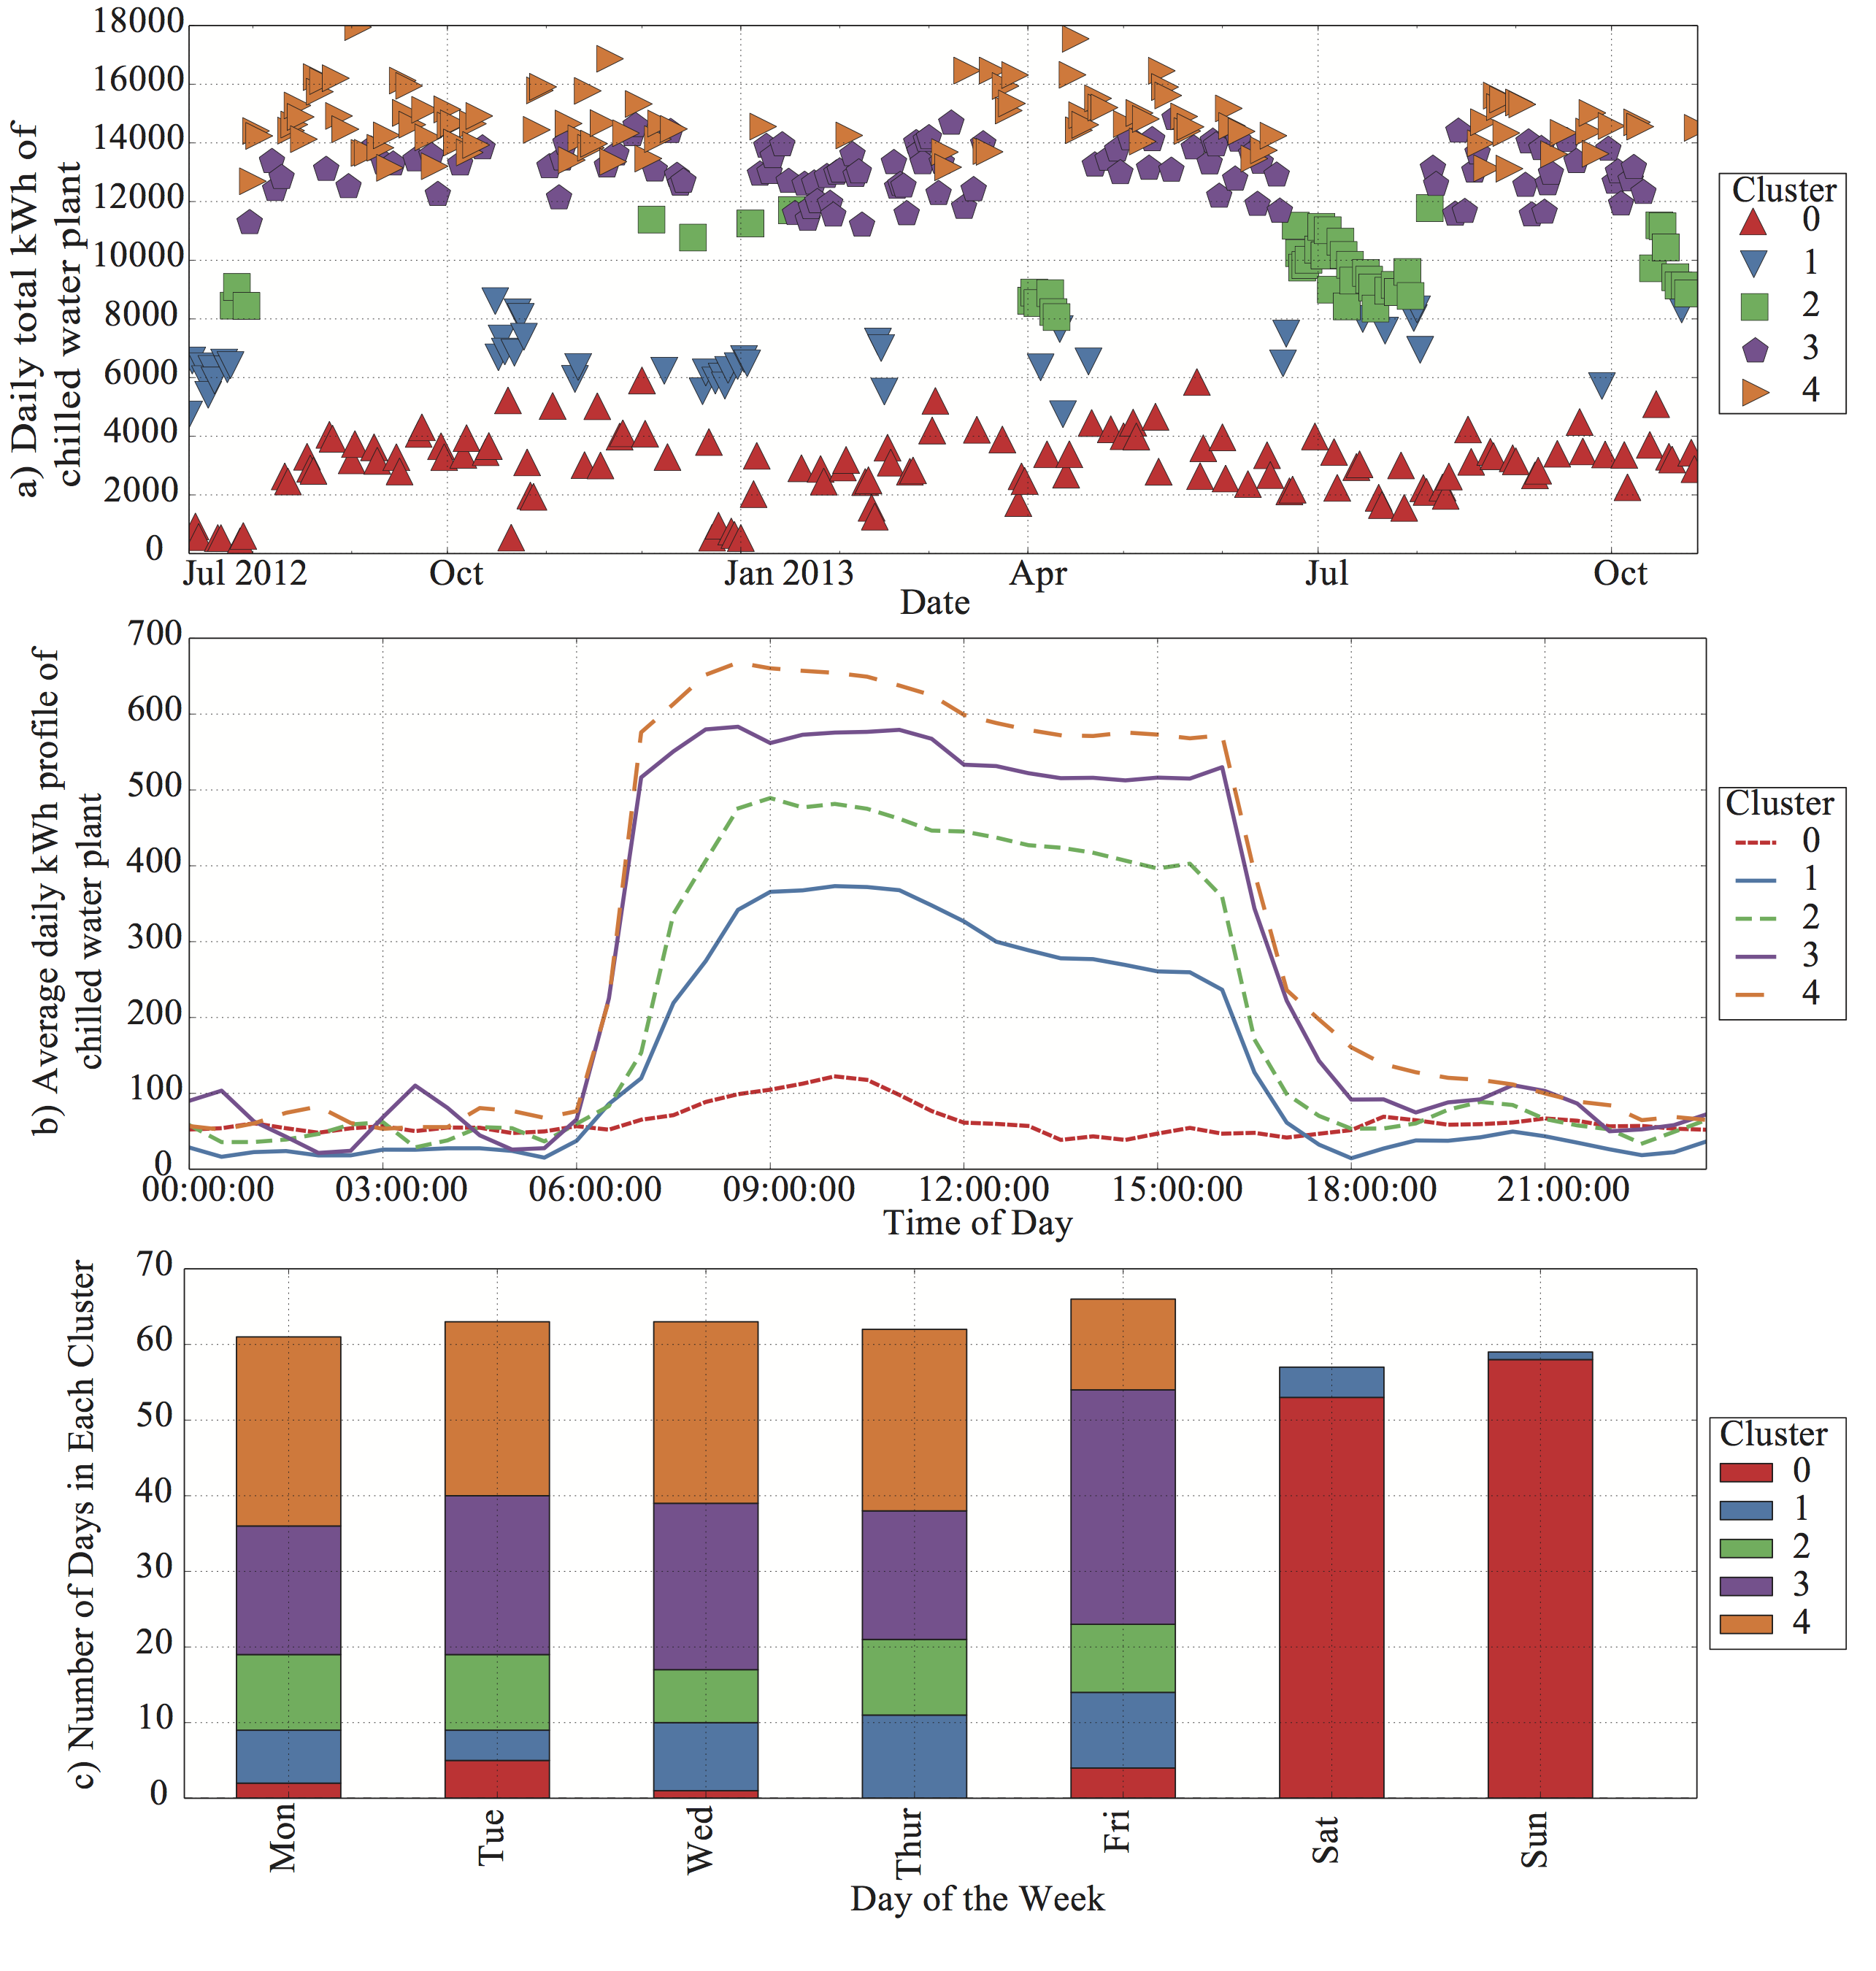 a) Daily total kWh of
chilled water plant
18000
16000
14000
12000
10000
8000
6000
4000
2000
0
Jul 2012
Oct
Jan 2013
Apr
Jul
Oct
Date
Cluster
0
1
2
3
4
b) Average daily kWh profile of
chilled water plant
700
600
500
400
300
200
100
0
00:00:00
03:00:00
06:00:00
09:00:00
12:00:00
15:00:00
18:00:00
21:00:00
Time of Day
Cluster
0
1
2
3
4
c) Number of Days in Each Cluster
70
60
50
40
30
20
10
0
Mon
Tue
Wed
Thur
Fri
Sat
Sun
Day of the Week
Cluster
0
1
2
3
4